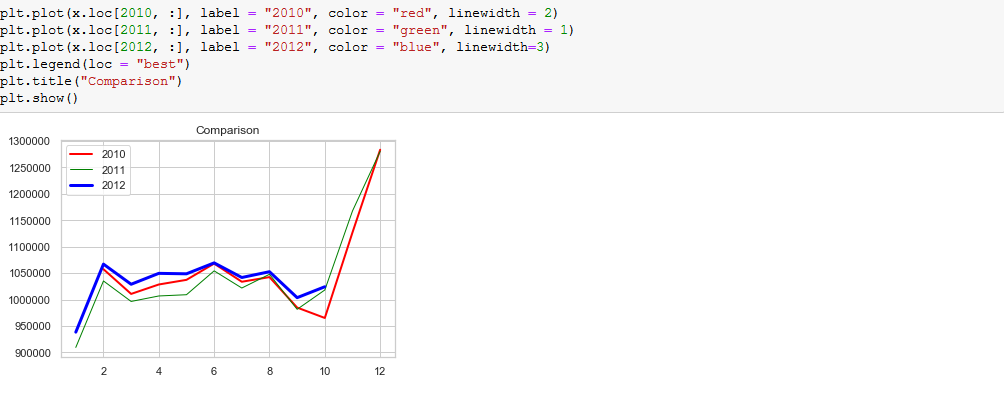 plt.plot(x.loc[2010, :], label = "2010", color = "red", linewidth = 2)
plt.plot(x.loc[2011, :], label = "2011", color = "green", linewidth = 1)
plt.plot(x.loc[2012, :], label = "2012", color = "blue", linewidth=3)
plt.legend(loc = "best")
plt.title("Comparison")
plt.show()
Comparison
1300000
1250000
1200000
1150000
1100000
1050000
1000000
950000
900000
2010
2011
2012
2 4 6 8 10 12